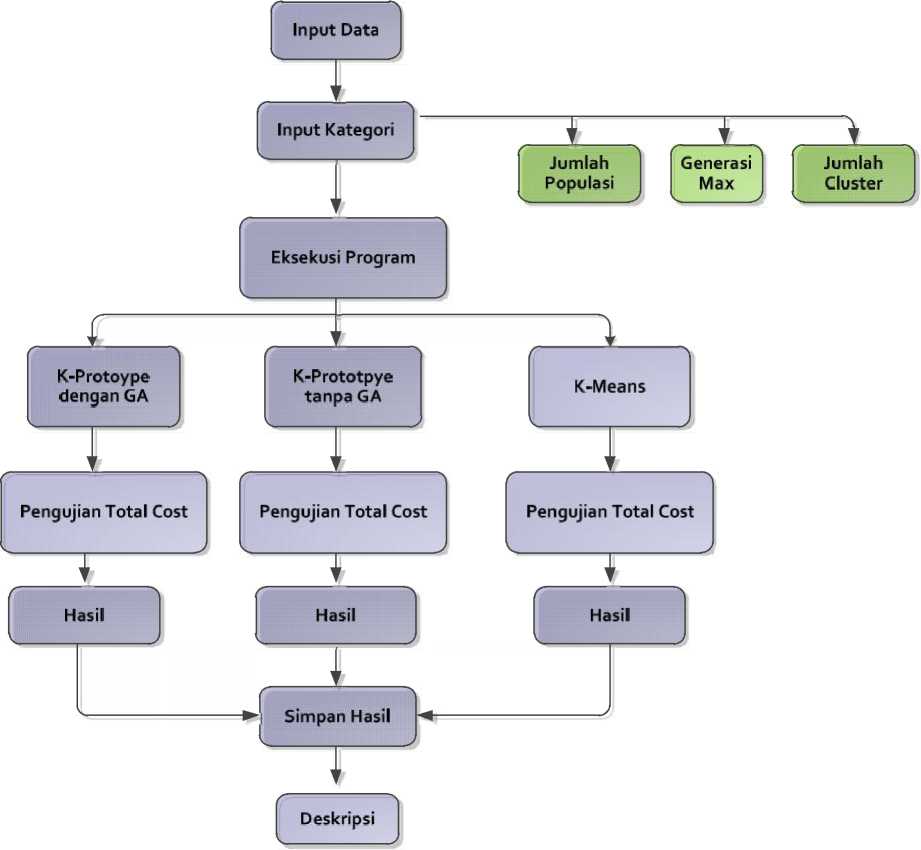 Input Data
Input Kategori
Jumlah
Populasi
Generasi
Max
Jumlah
Cluster
Eksekusi Program
K-Protoype
dengan GA
K-Prototpye
tanpa GA
K-Means
Pengujian Total Cost
Pengujian Total Cost
Pengujian Total Cost
Hasil
Hasil
Hasil
Simpan Hasil
Deskripsi